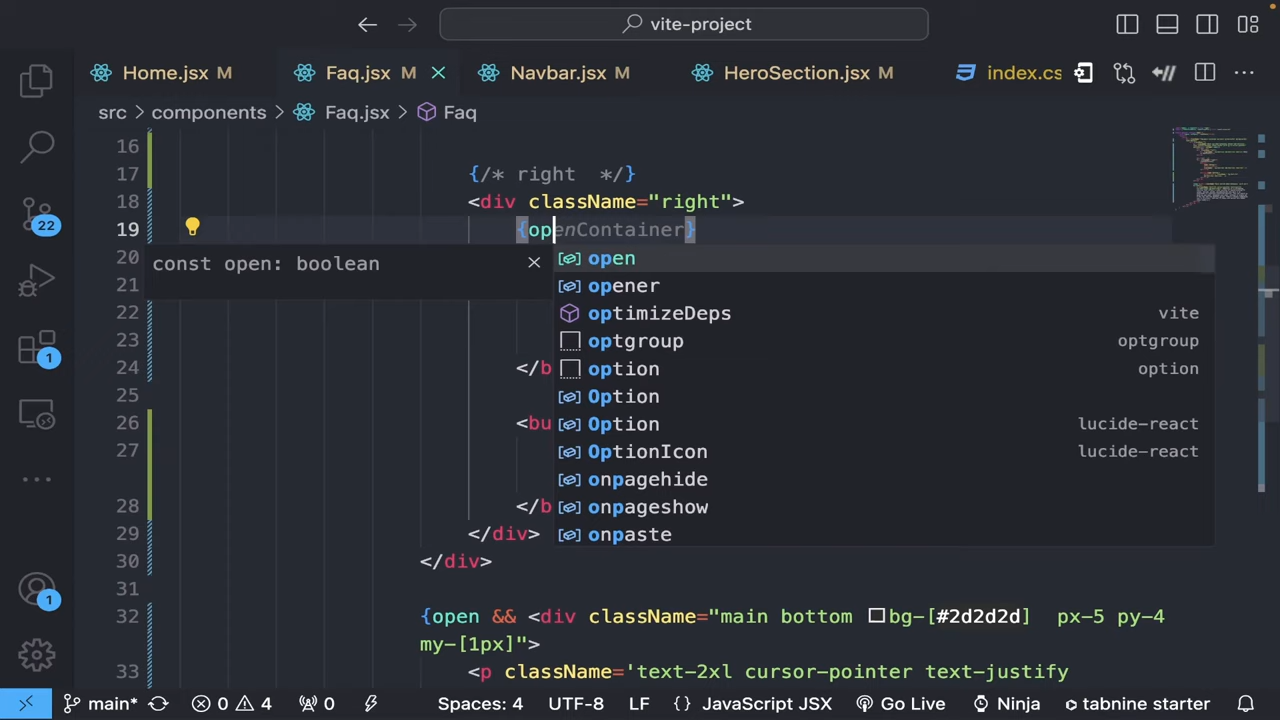 vite-project
Home.jsx M Faq.jsx M Navbar.jsx M HeroSection.jsx M index.cs
src > components > Faq.jsx > Faq
16
17 {/* right */}
18 <div className="right">
19 {openContainer}
20 const open: boolean open
21 opener
22 optimizeDeps vite
23 optgroup optgroup
24 </b option option
25 Option
26 <bu Option lucide-react
27 OptionIcon lucide-react
onpagehide
28 </b onpageshow
29 </div> onpaste
30 </div>
31
32 {open && <div className="main bottom bg-[#2d2d2d] px-5 py-4
my-[1px]">
33 <p className='text-2xl cursor-pointer text-justify
22
1
1
main* 0 4 0 Spaces: 4 UTF-8 LF {} JavaScript JSX Go Live Ninja tabnine starter